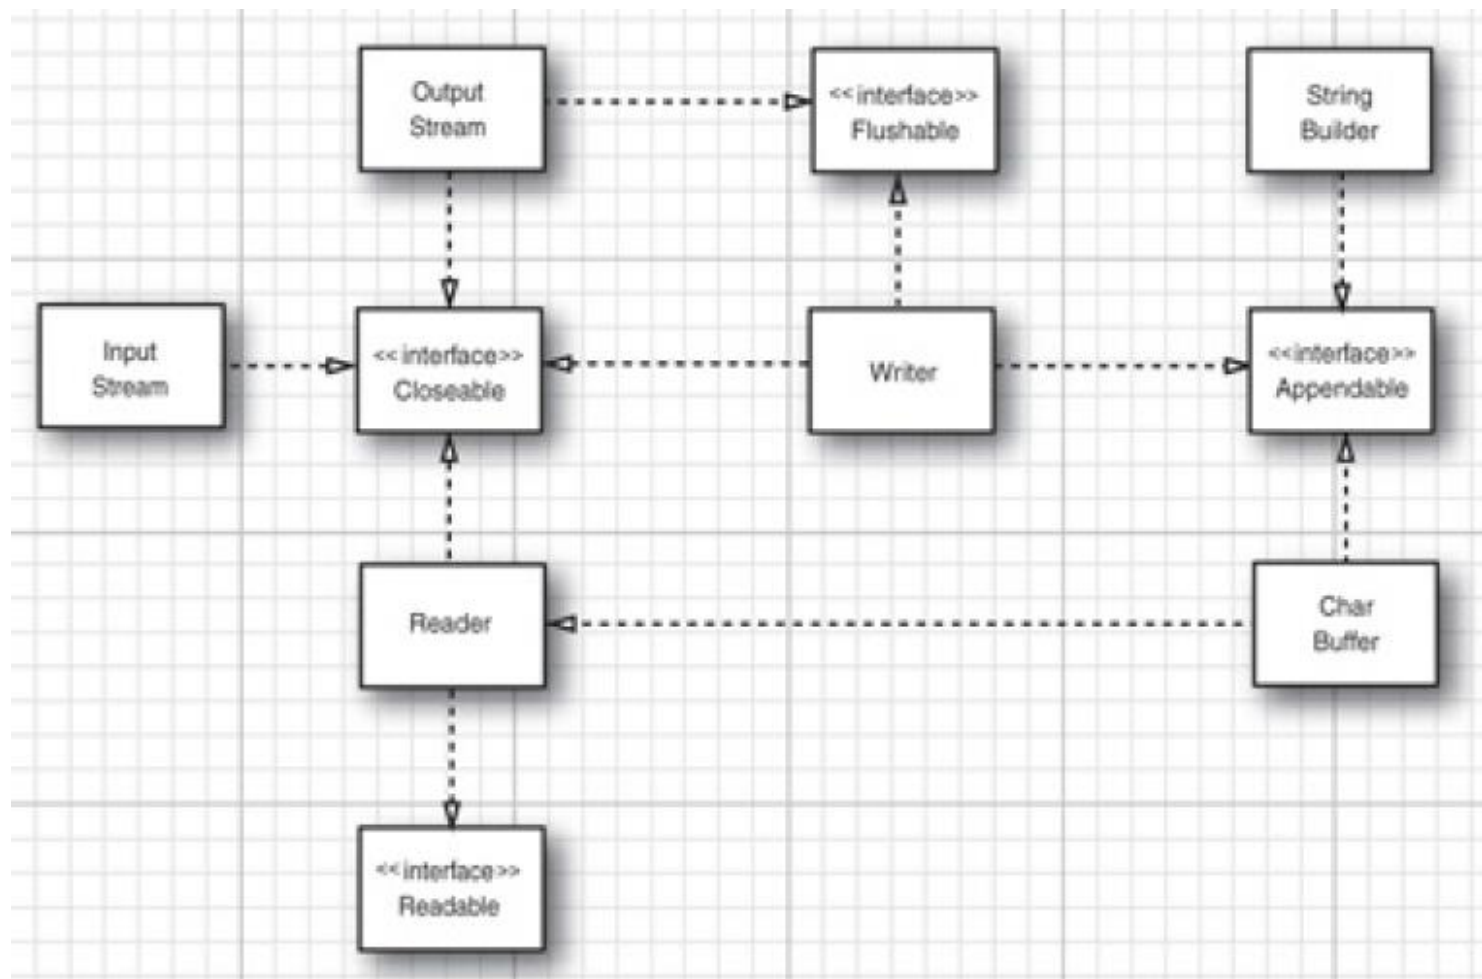 Output
Stream
<<interface>>
Flushable
String
Builder
Input
Stream
<<interface>>
Closeable
Writer
<<interface>>
Appendable
Reader
Char
Buffer
<<interface>>
Readable